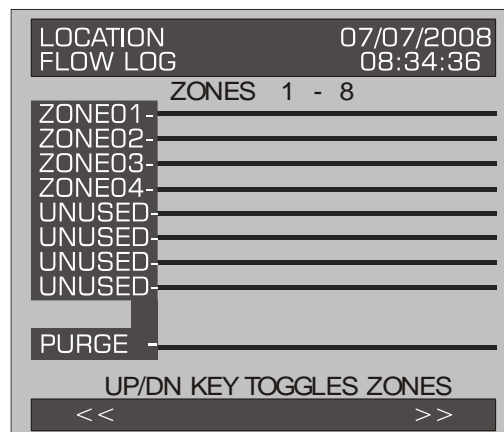 LOCATION 07/07/2008
FLOW LOG 08:34:36
ZONES 1 - 8
ZONE01-
ZONE02-
ZONE03-
ZONE04-
UNUSED-
UNUSED-
UNUSED-
UNUSED-
PURGE -
UP/DN KEY TOGGLES ZONES
<< >>